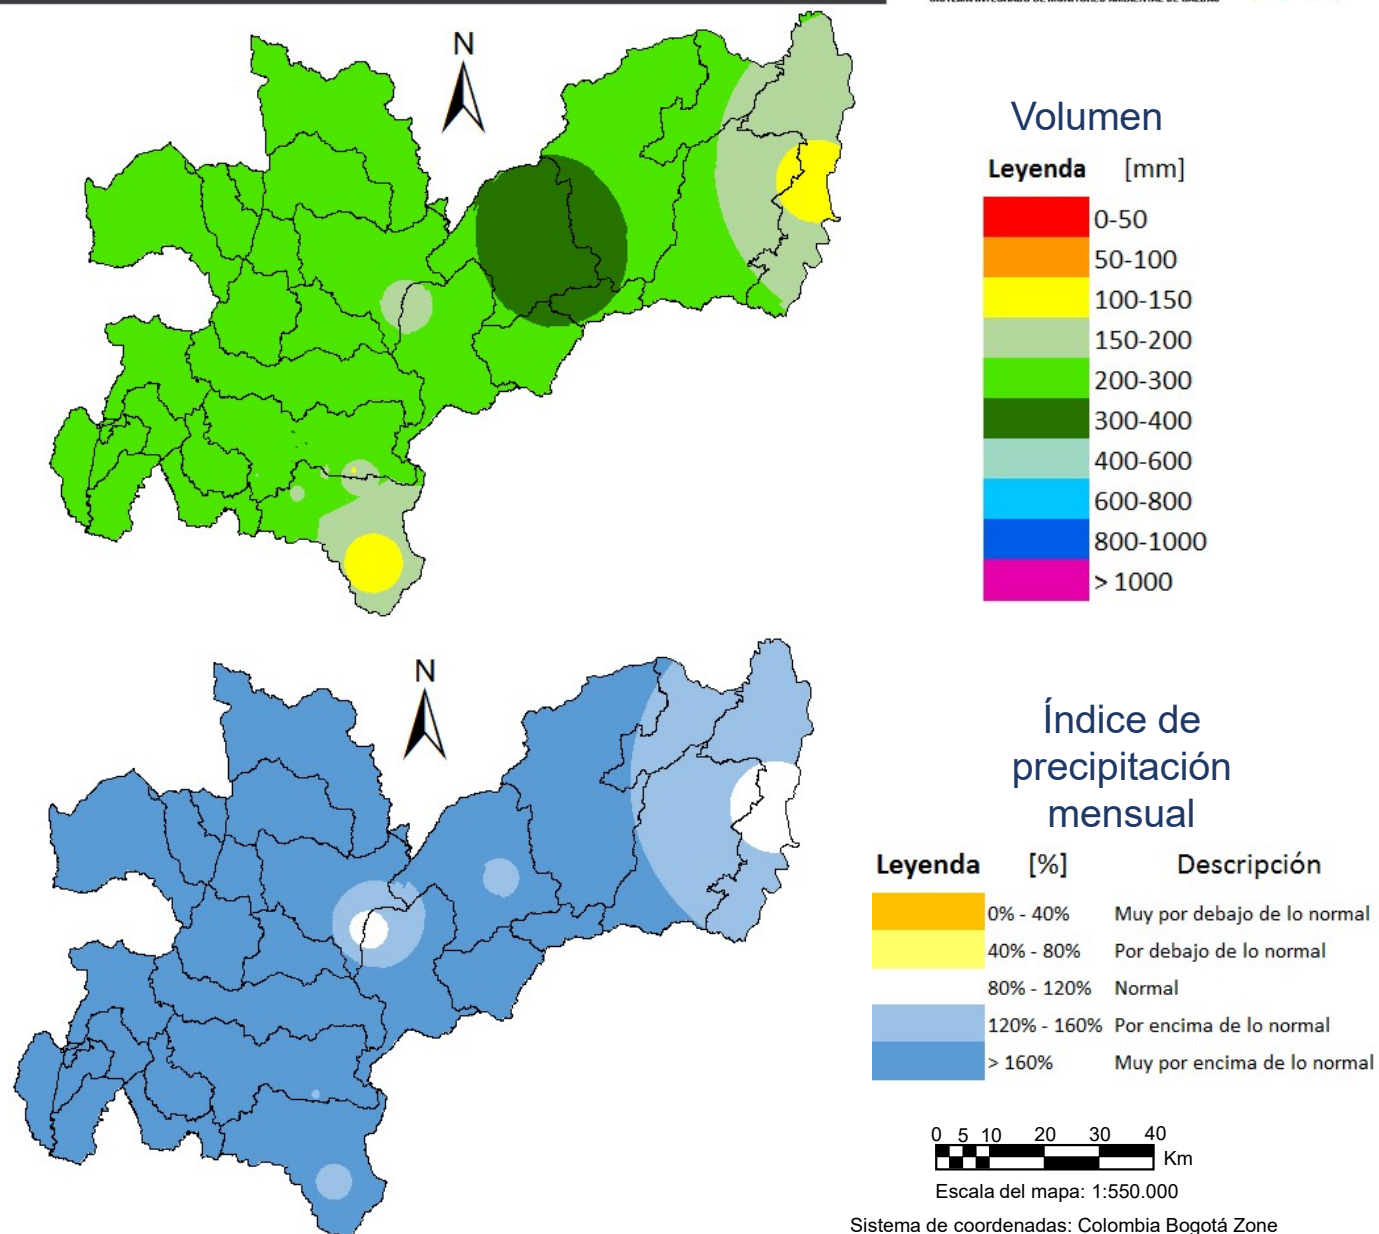 N
Volumen
Leyenda [mm]
0-50
50-100
100-150
150-200
200-300
300-400
400-600
600-800
800-1000
> 1000
N
Índice de
precipitación
mensual
Leyenda [%] Descripción
0% - 40% Muy por debajo de lo normal
40% - 80% Por debajo de lo normal
80% - 120% Normal
120% - 160% Por encima de lo normal
> 160% Muy por encima de lo normal
0 5 10 20 30 40
Km
Escala del mapa: 1:550.000
Sistema de coordenadas: Colombia Bogotá Zone